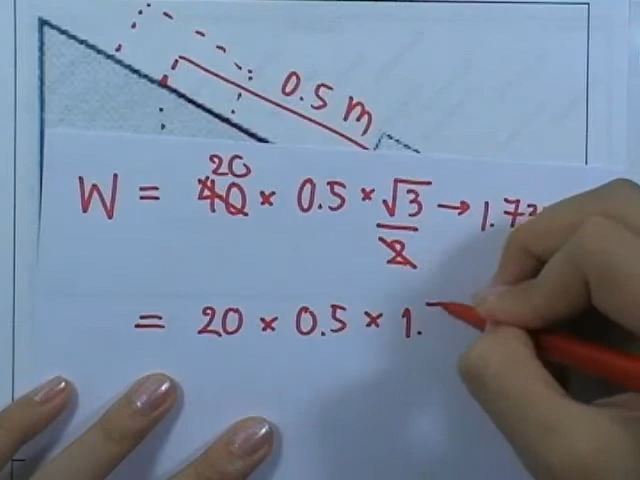 0.5 m
20
W = 40 × 0.5 × √3/2 → 1.73
= 20 × 0.5 × 1.